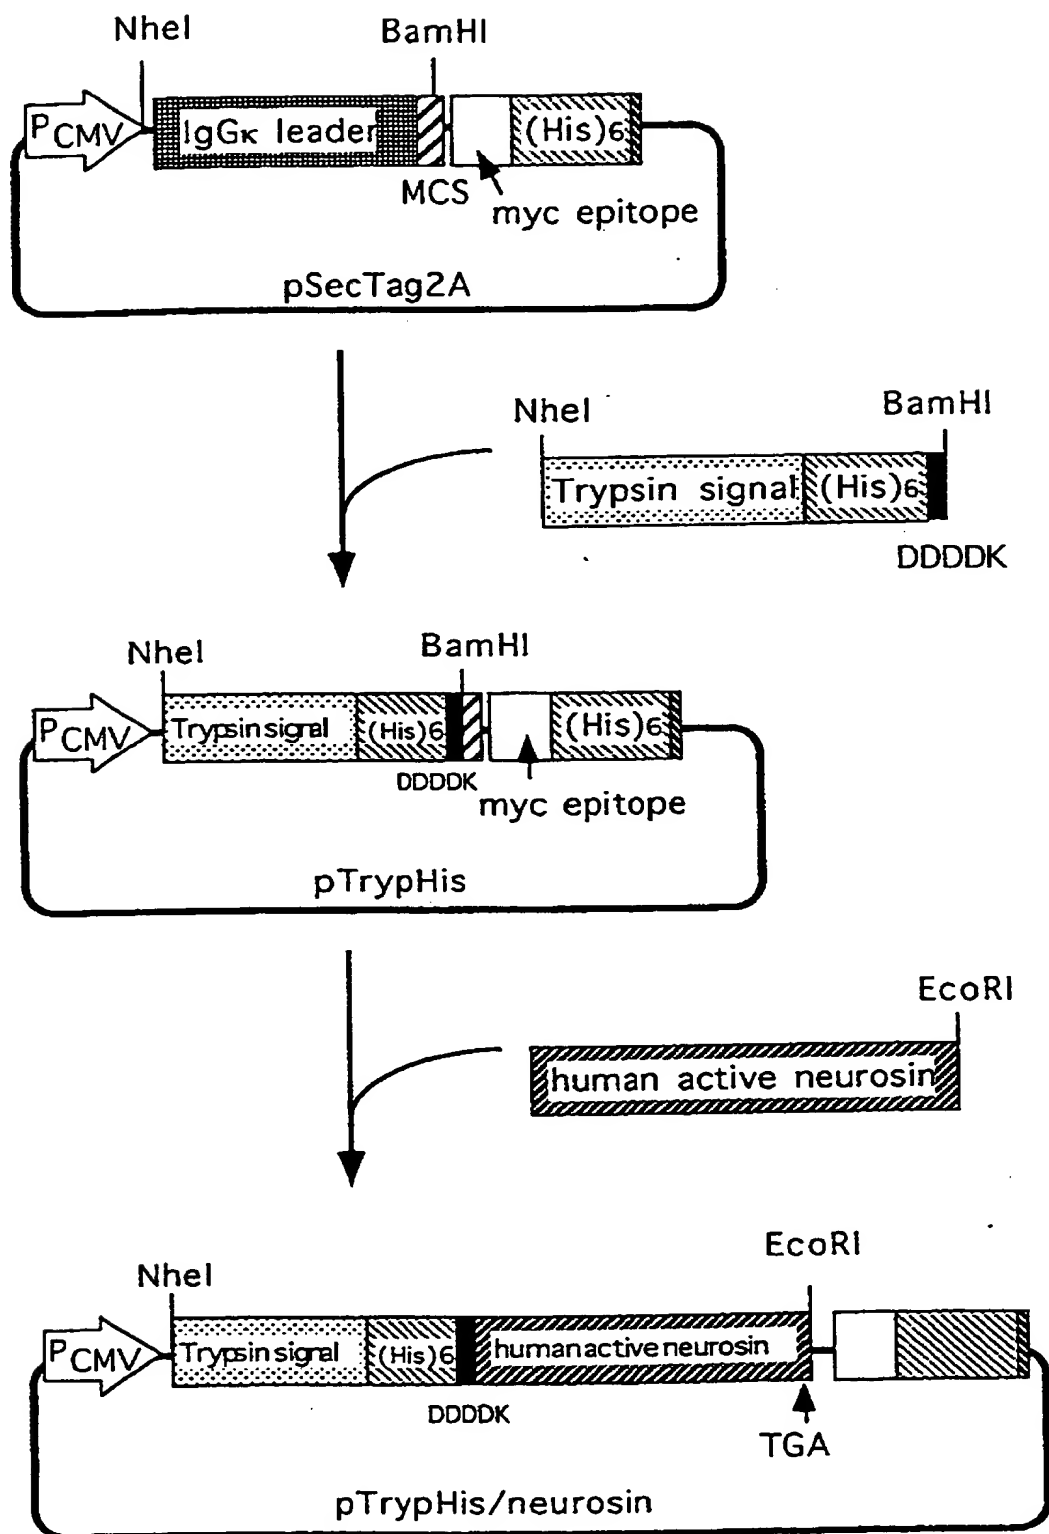 NheI
BamHI
PCMV
IgGκ leader
(His)6
MCS
myc epitope
pSecTag2A
NheI
BamHI
Trypsin signal
(His)6
DDDDK
NheI
BamHI
PCMV
Trypsin signal
(His)6
(His)6
DDDDK
myc epitope
pTrypHis
EcoRI
human active neurosin
EcoRI
NheI
PCMV
Trypsin signal
(His)6
human active neurosin
DDDDK
TGA
pTrypHis/neurosin